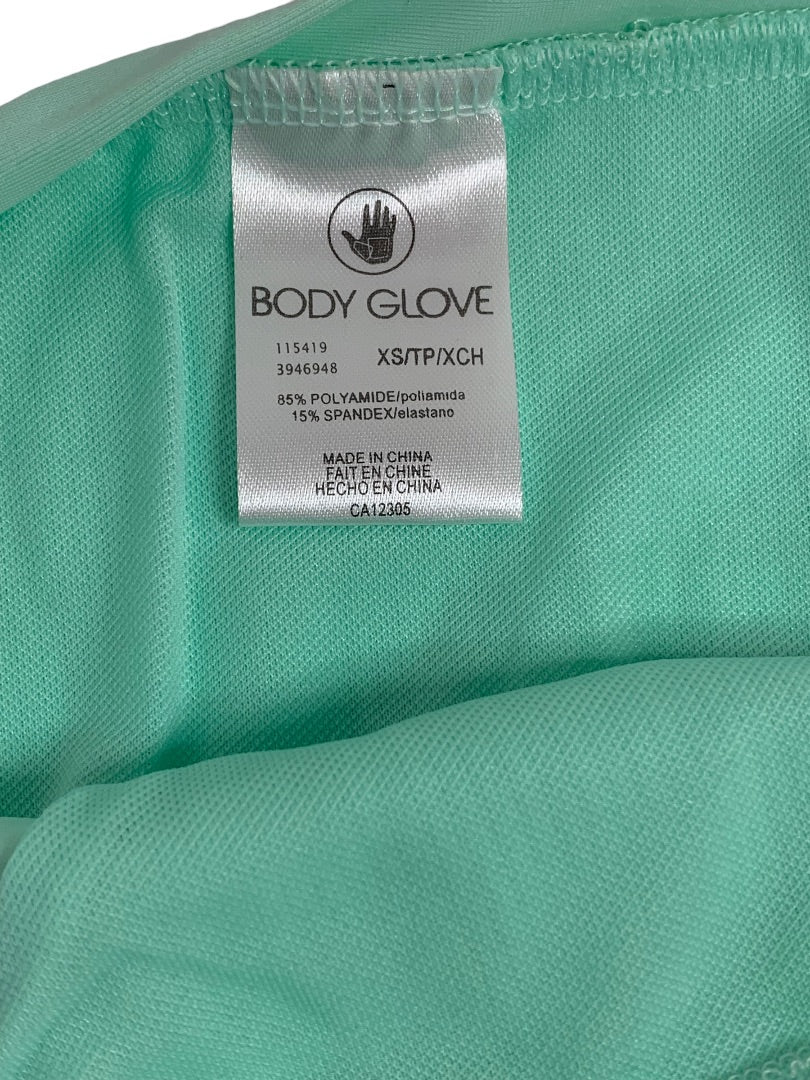 BODY GLOVE
115419
3946948
XS/TP/XCH
85% POLYAMIDE/poliamida
15% SPANDEX/elastano
MADE IN CHINA
FAIT EN CHINE
HECHO EN CHINA
CA12305